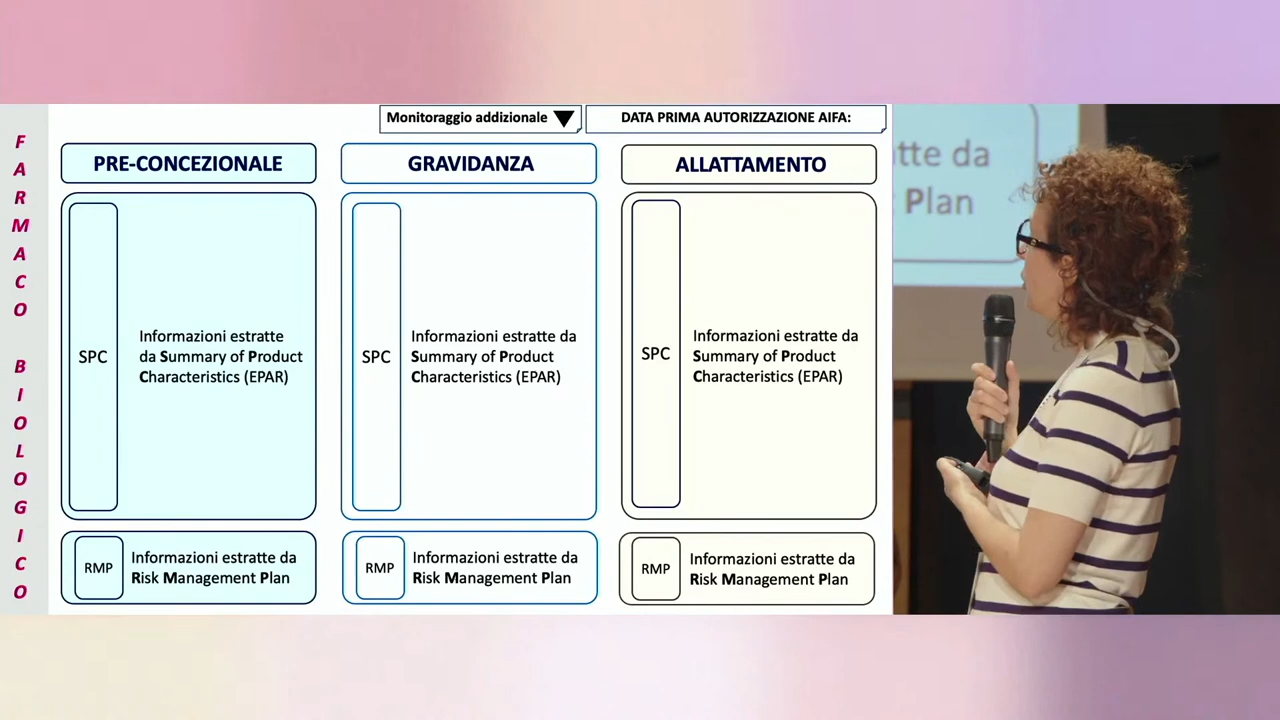 FARMACO BIOLOGICO
Monitoraggio addizionale
DATA PRIMA AUTORIZZAZIONE AIFA:
PRE-CONCEZIONALE
GRAVIDANZA
ALLATTAMENTO
SPC
Informazioni estratte
da Summary of Product
Characteristics (EPAR)
SPC
Informazioni estratte da
Summary of Product
Characteristics (EPAR)
SPC
Informazioni estratte da
Summary of Product
Characteristics (EPAR)
RMP
Informazioni estratte da
Risk Management Plan
RMP
Informazioni estratte da
Risk Management Plan
RMP
Informazioni estratte da
Risk Management Plan
tte da
Plan